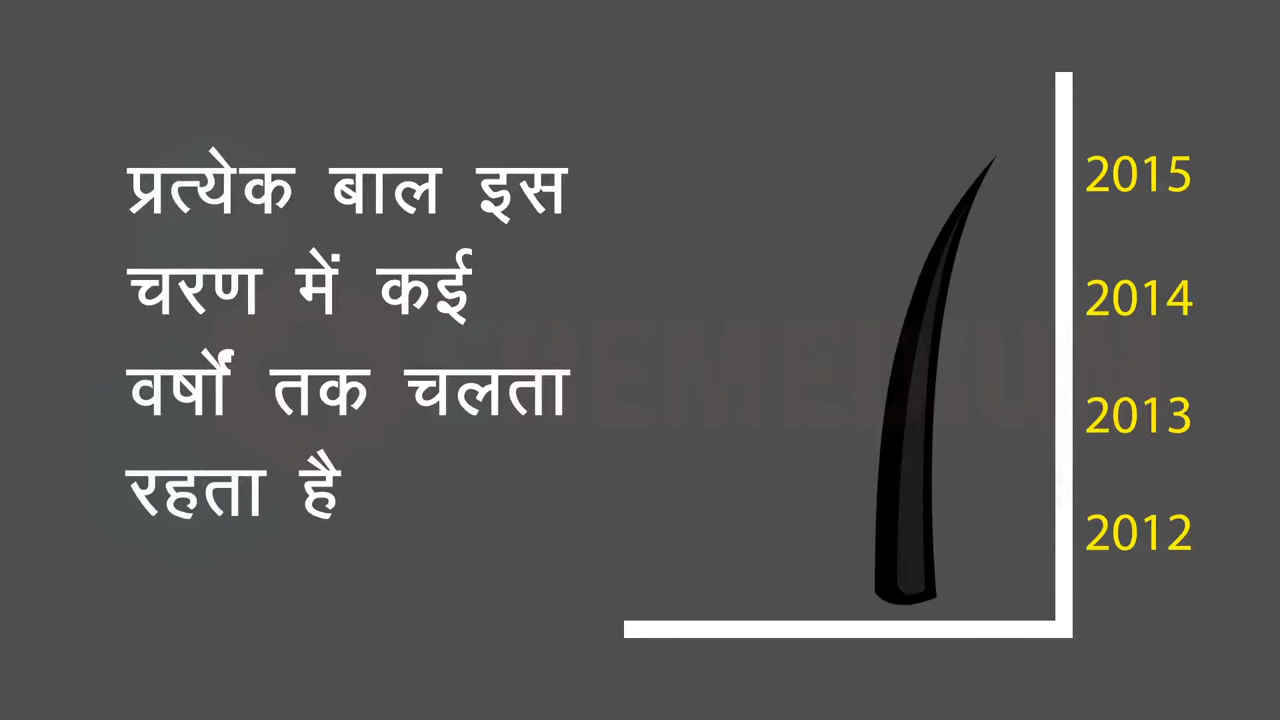 प्रत्येक बाल इस
चरण में कई
वर्षों तक चलता
रहता है
2015
2014
2013
2012